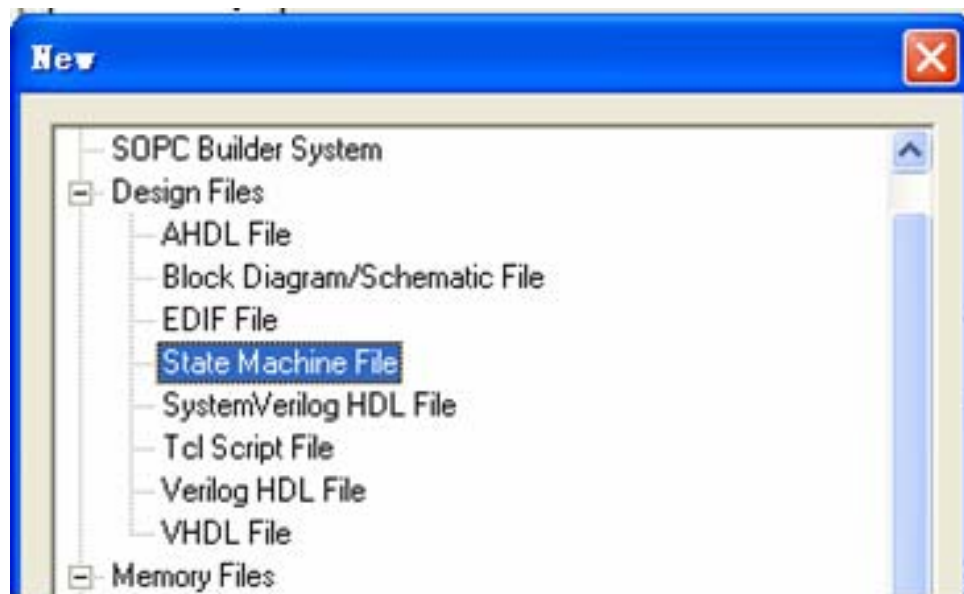 New
SOPC Builder System
Design Files
AHDL File
Block Diagram/Schematic File
EDIF File
State Machine File
SystemVerilog HDL File
Tcl Script File
Verilog HDL File
VHDL File
Memory Files